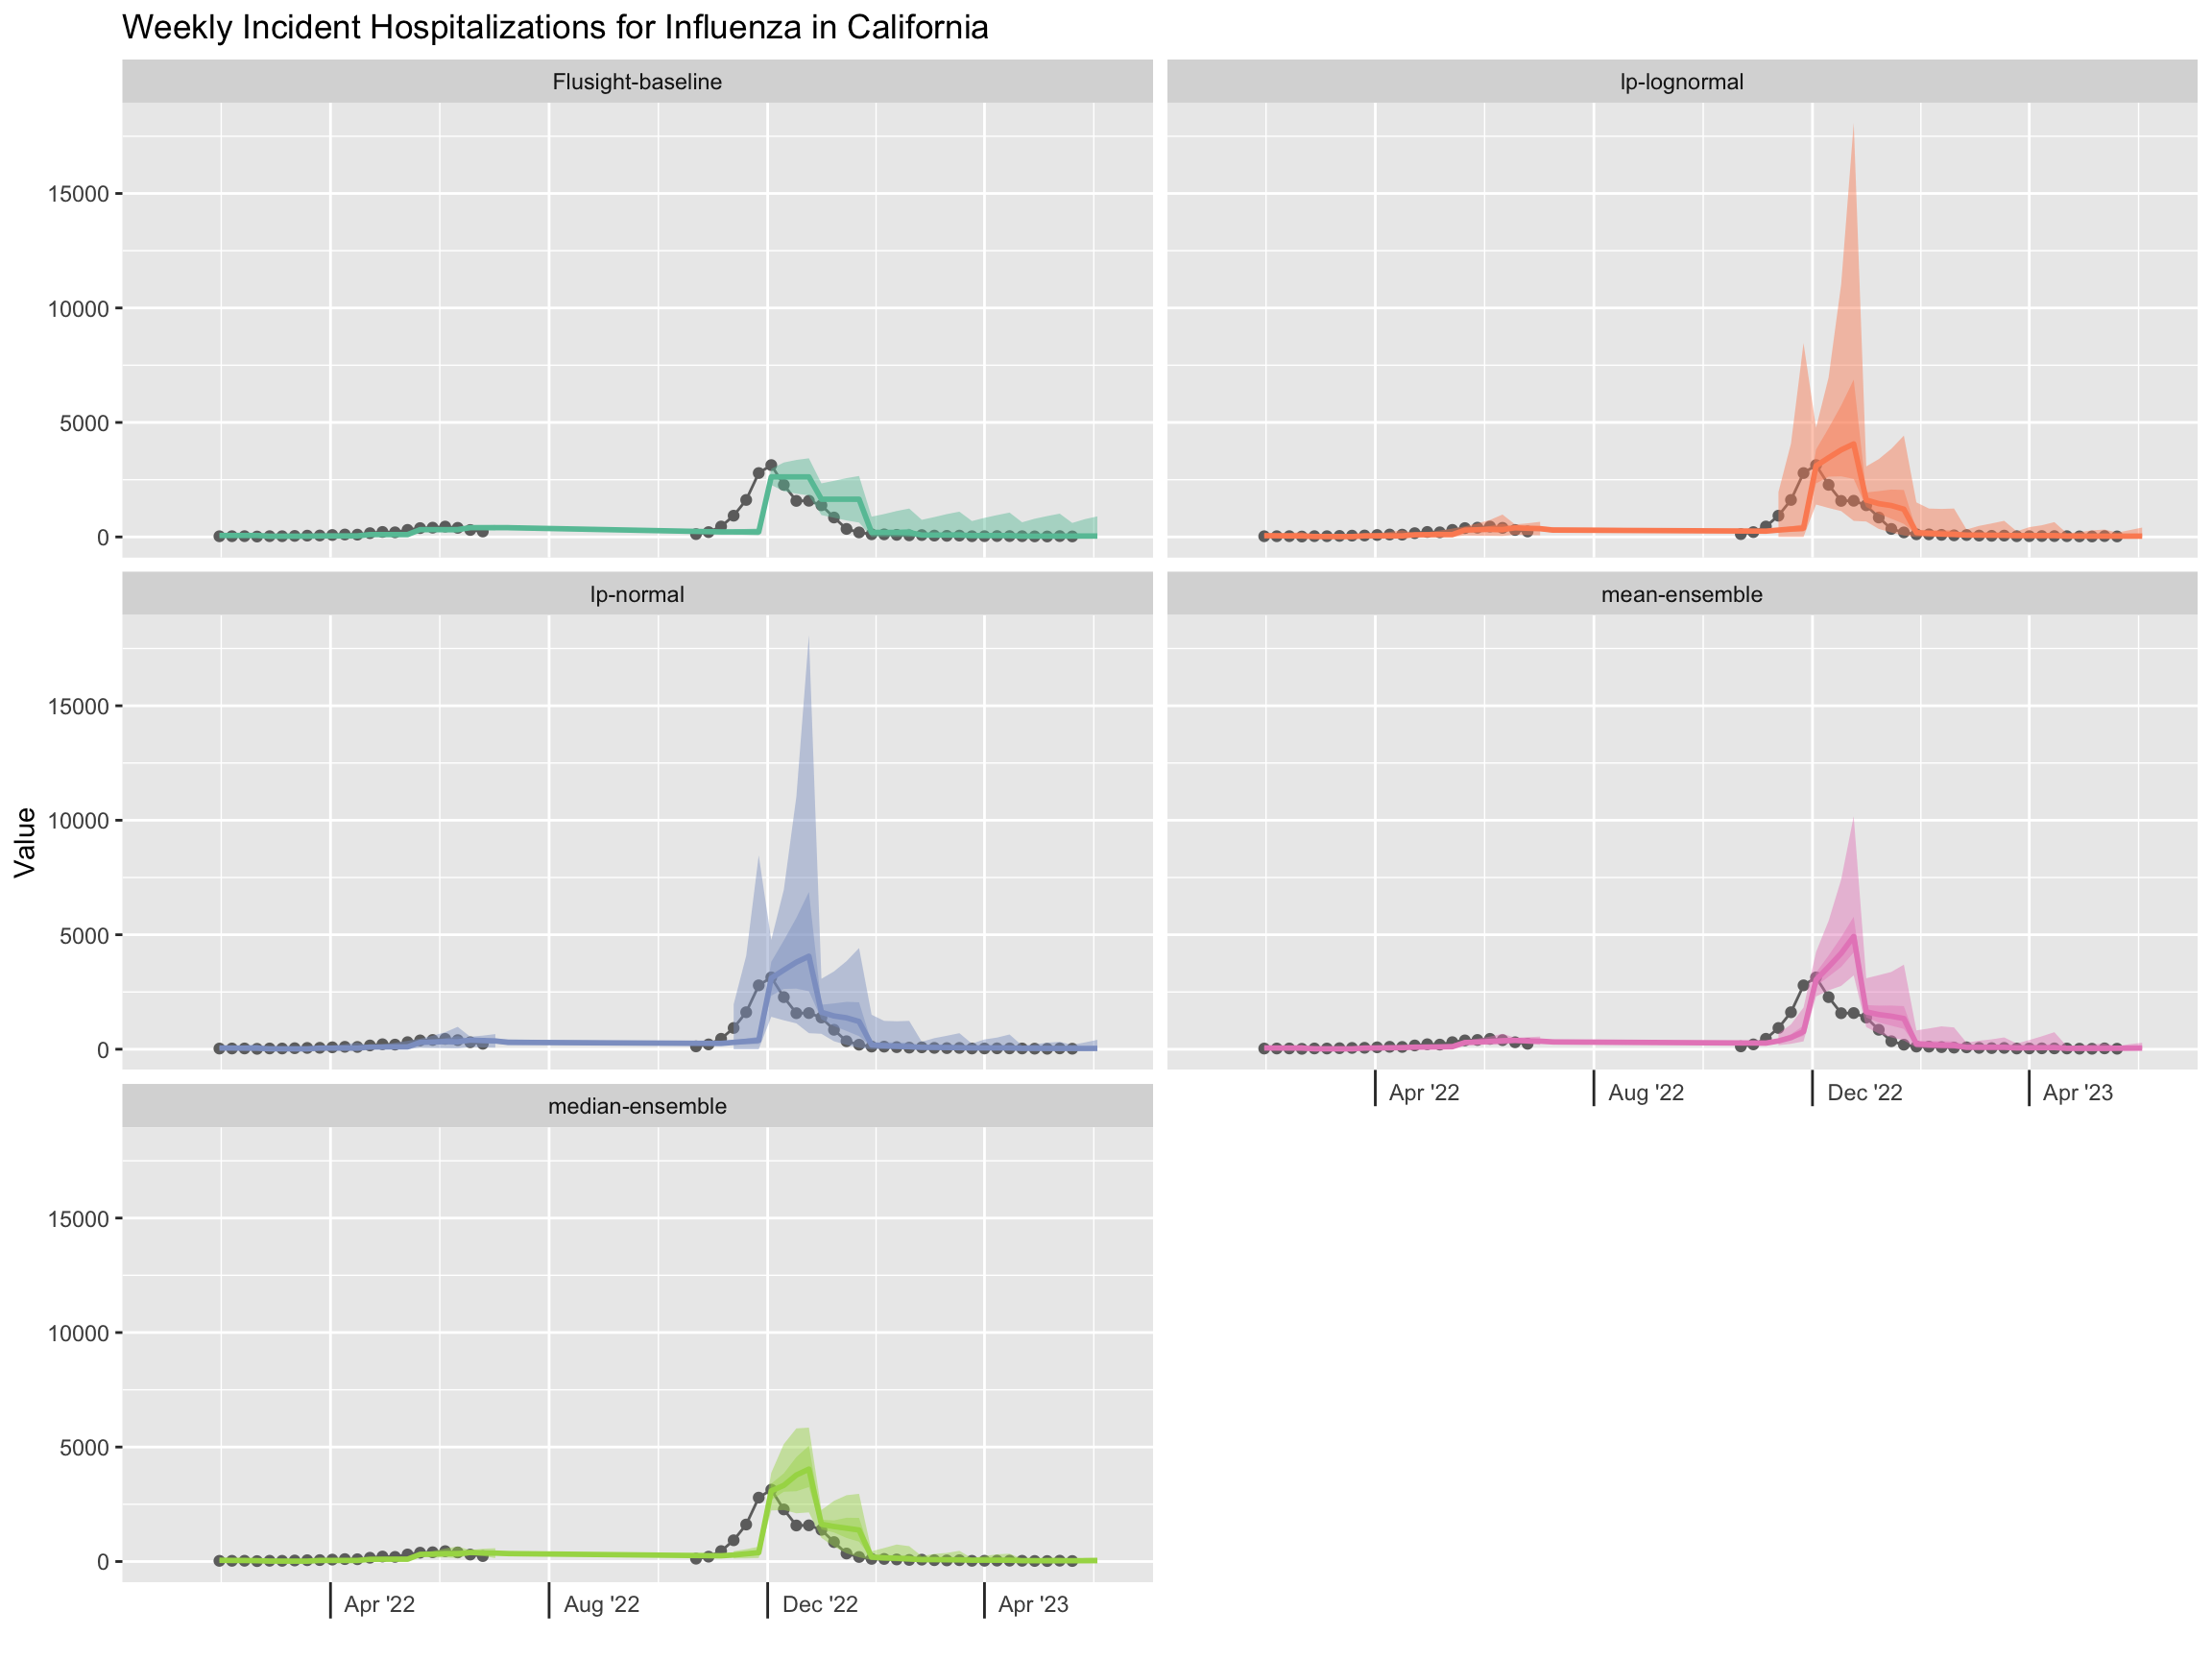 Weekly Incident Hospitalizations for Influenza in California
Flusight-baseline
lp-lognormal
15000
10000
5000
0
lp-normal
mean-ensemble
15000
10000
5000
0
Value
Apr '22
Aug '22
Dec '22
Apr '23
median-ensemble
15000
10000
5000
0
Apr '22
Aug '22
Dec '22
Apr '23